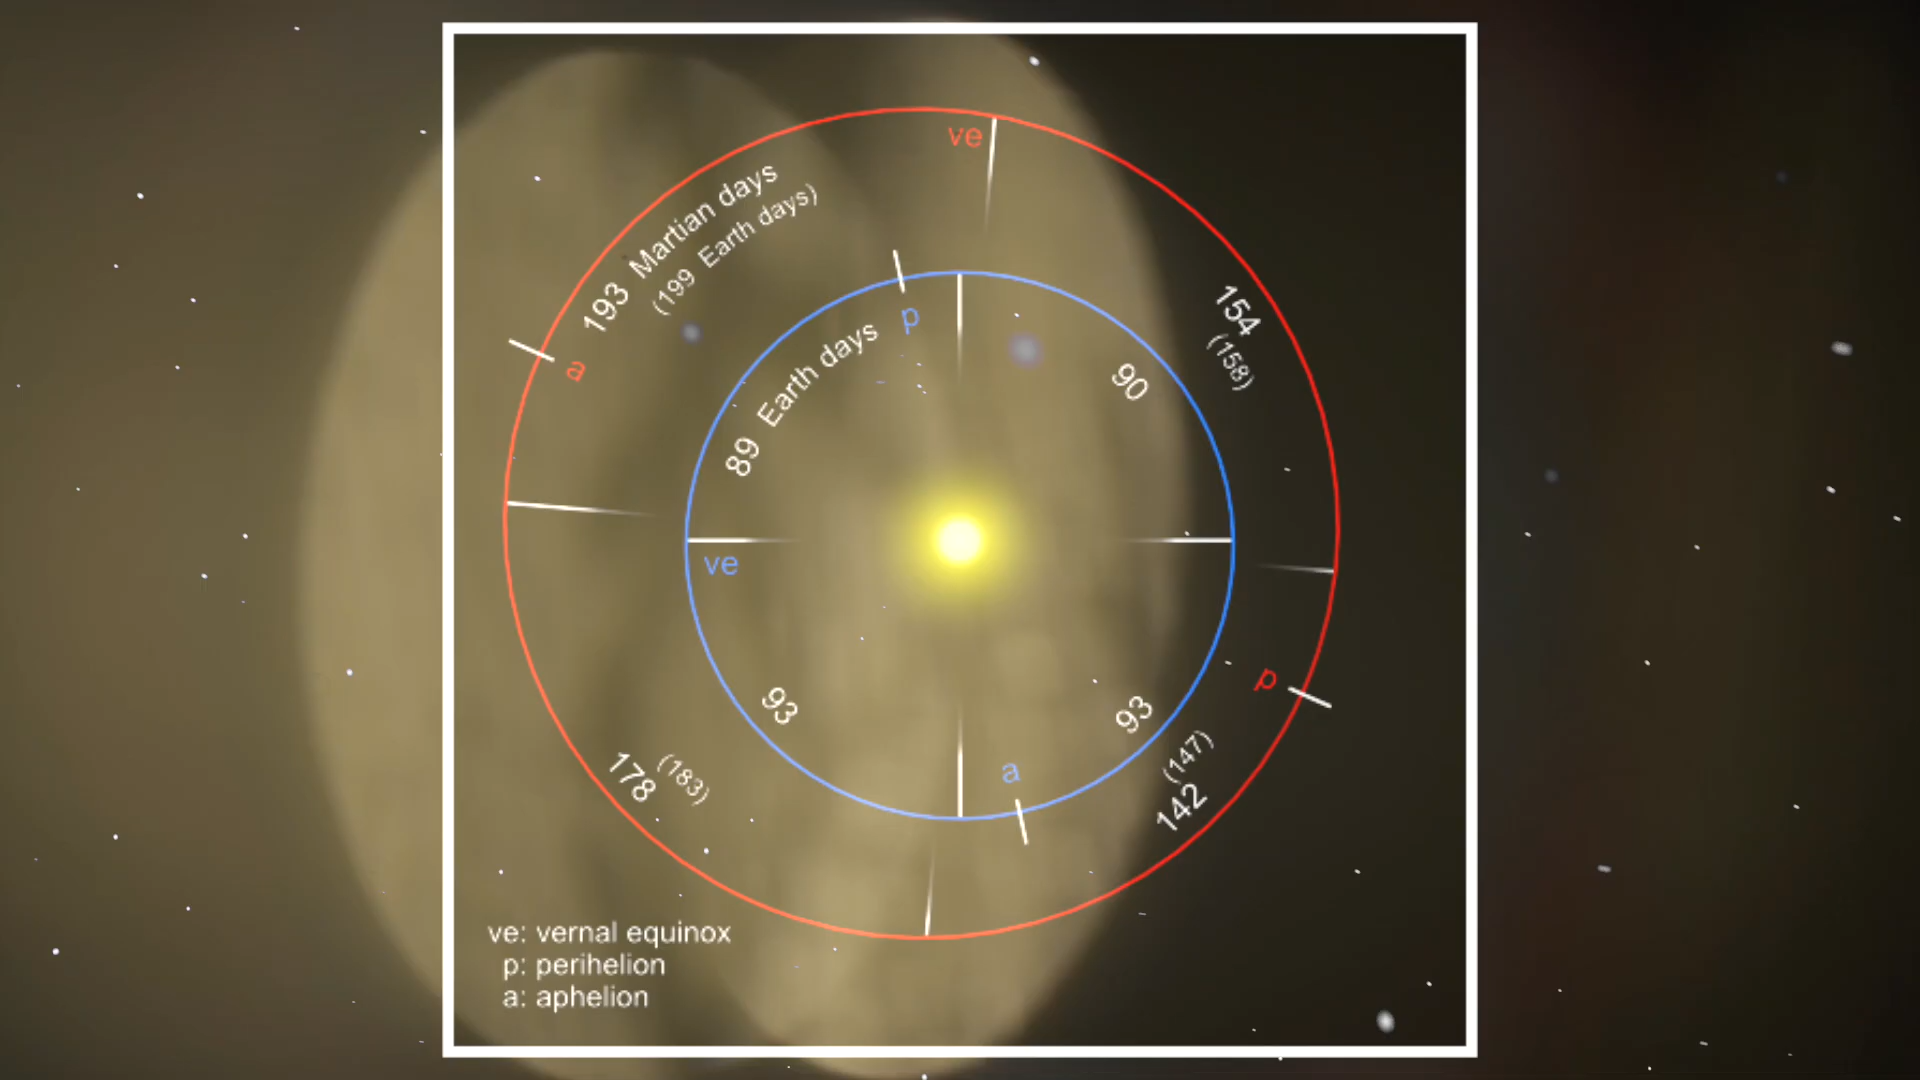 ve
193 Martian days
(199 Earth days)
154
(158)
p
a
89 Earth days
90
ve
p
93
93
a
(147)
142
178
(183)
ve: vernal equinox
p: perihelion
a: aphelion